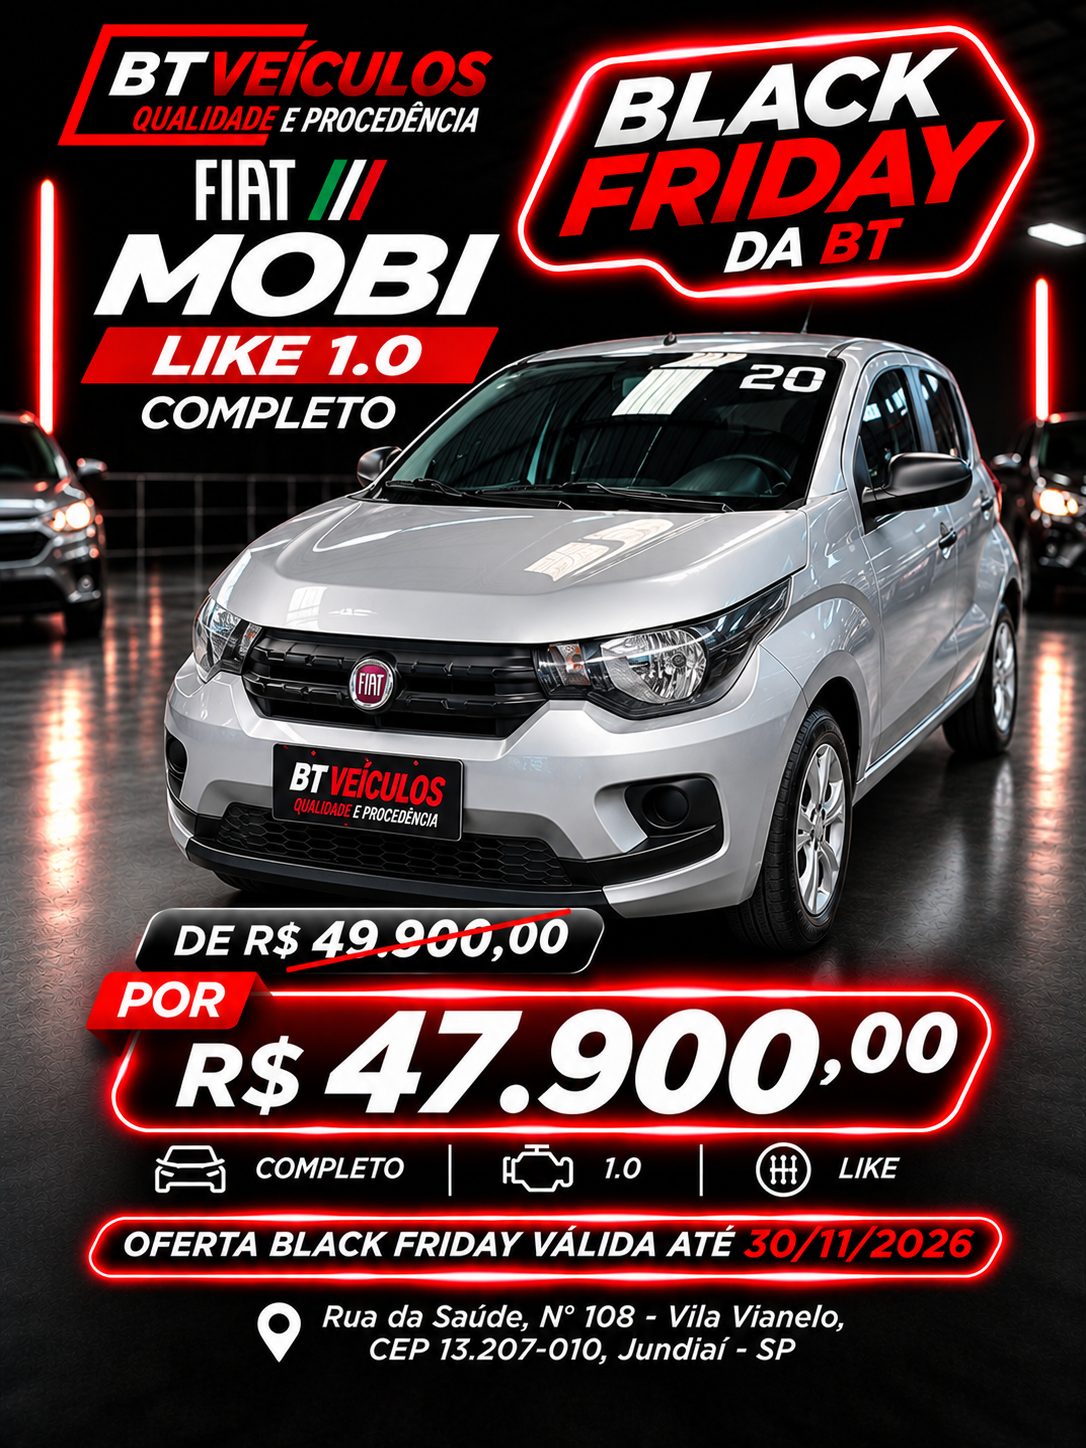 BT VEÍCULOS
QUALIDADE E PROCEDÊNCIA
BLACK
FRIDAY
DA BT
FIAT
MOBI
LIKE 1.0
COMPLETO
20
FIAT
BT VEÍCULOS
QUALIDADE E PROCEDÊNCIA
DE R$ 49.900,00
POR
R$ 47.900,00
COMPLETO
1.0
LIKE
OFERTA BLACK FRIDAY VÁLIDA ATÉ 30/11/2026
Rua da Saúde, N° 108 - Vila Vianelo,
CEP 13.207-010, Jundiaí - SP